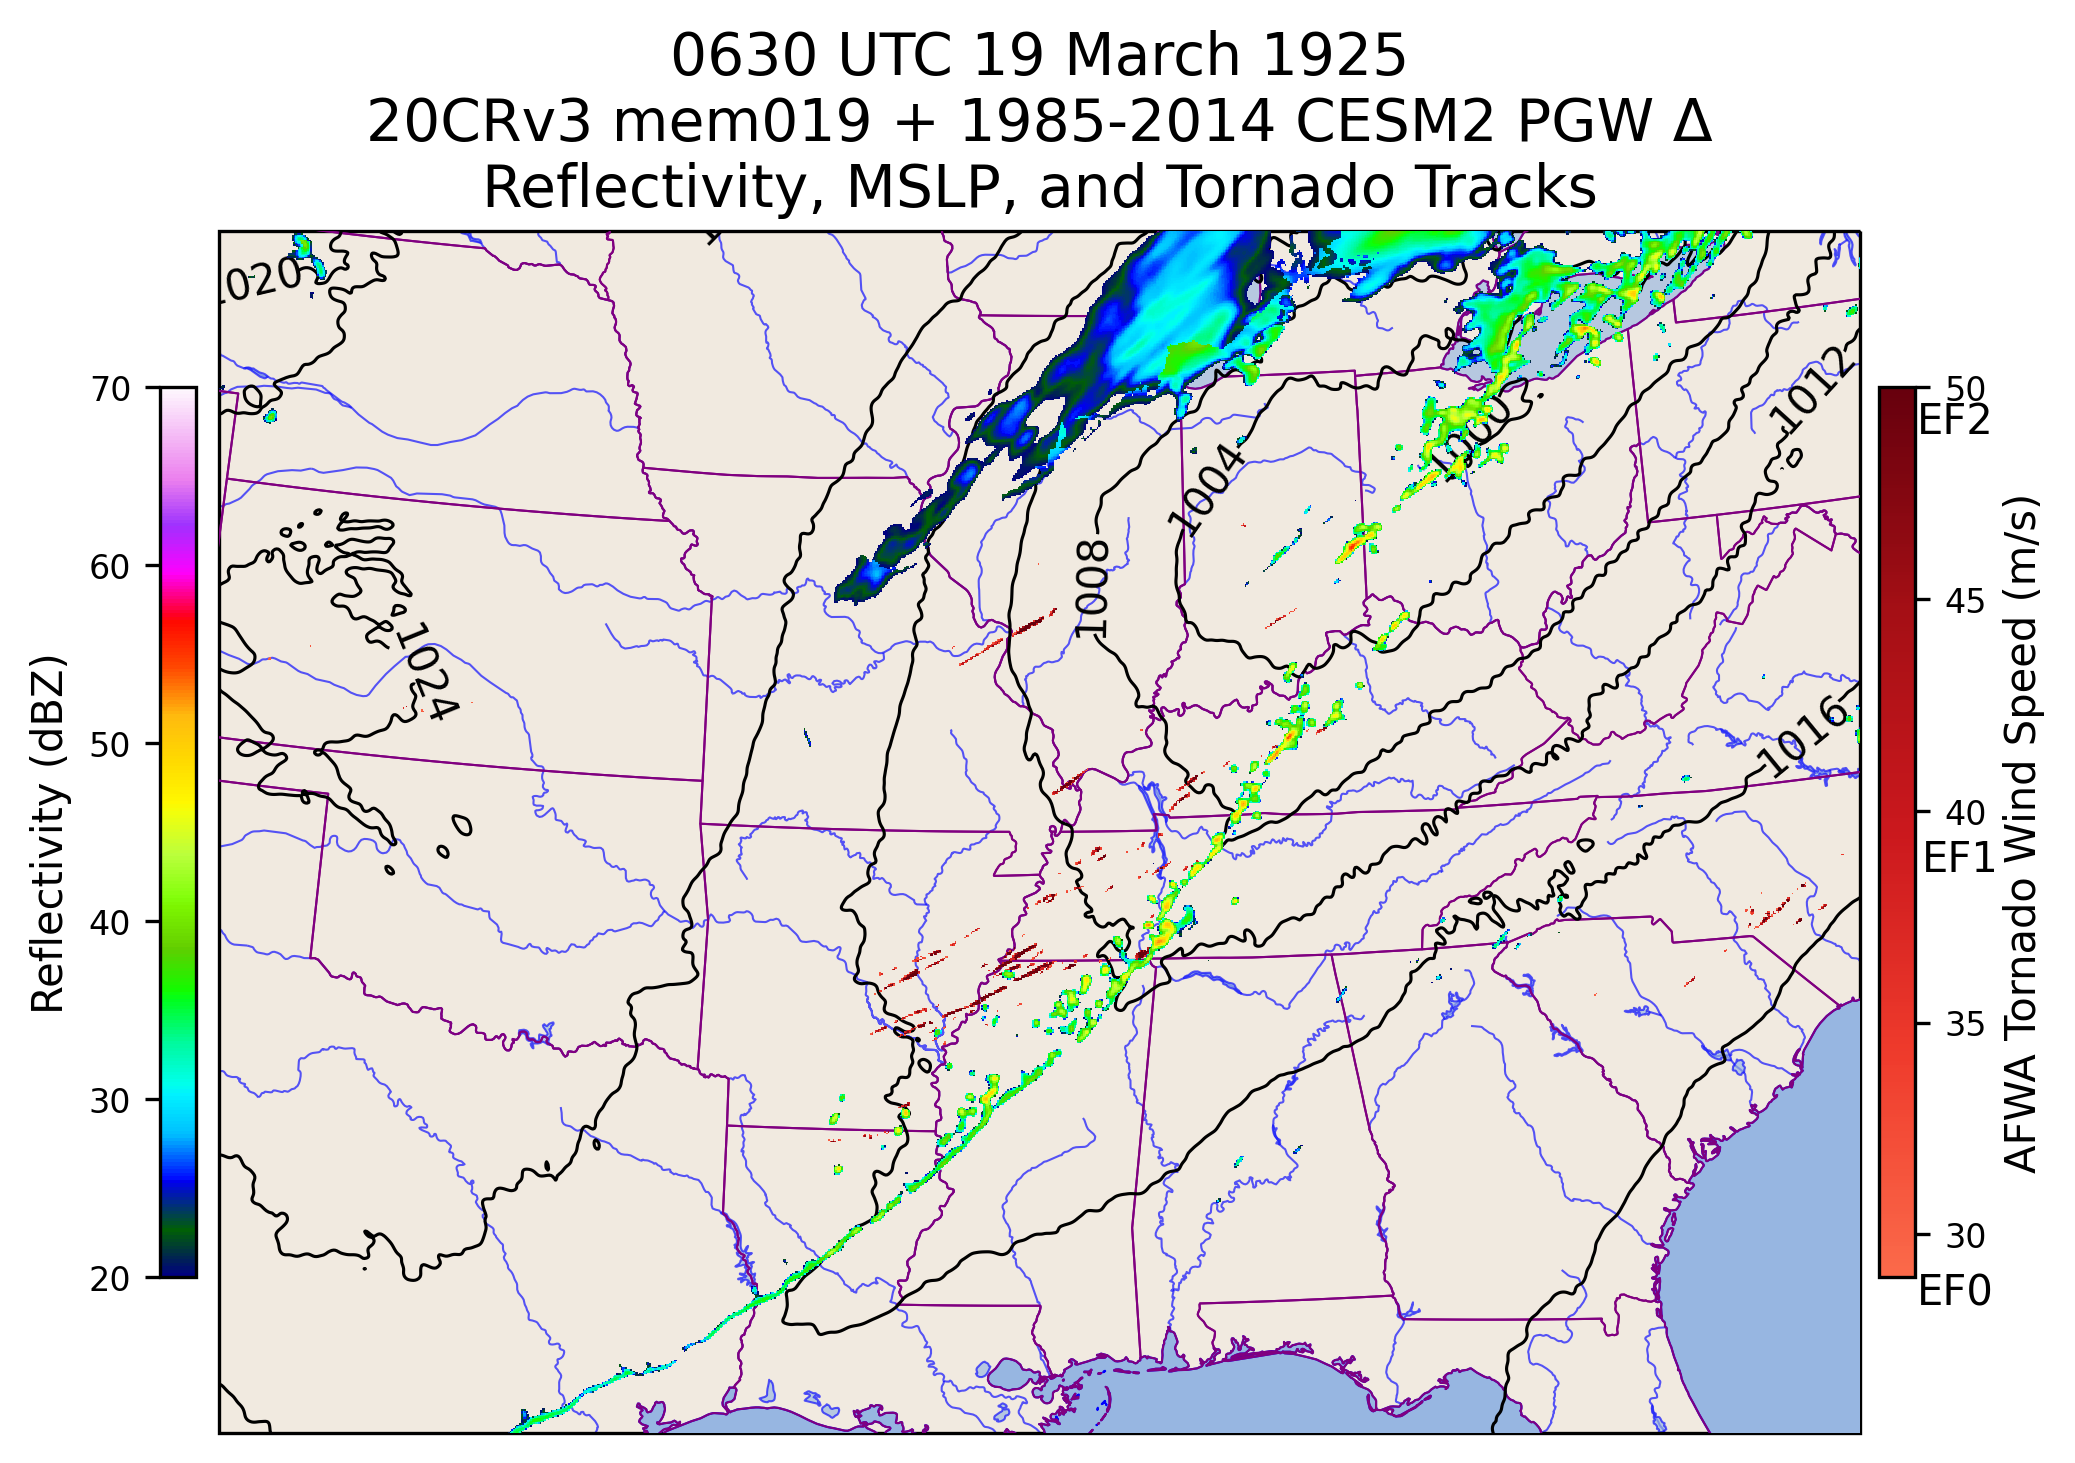 0630 UTC 19 March 1925
20CRv3 mem019 + 1985-2014 CESM2 PGW Δ
Reflectivity, MSLP, and Tornado Tracks
1020
1012
1000
1004
1008
1024
1016
70
60
50
40
30
20
Reflectivity (dBZ)
50
EF2
45
40
EF1
35
30
EF0
AFWA Tornado Wind Speed (m/s)